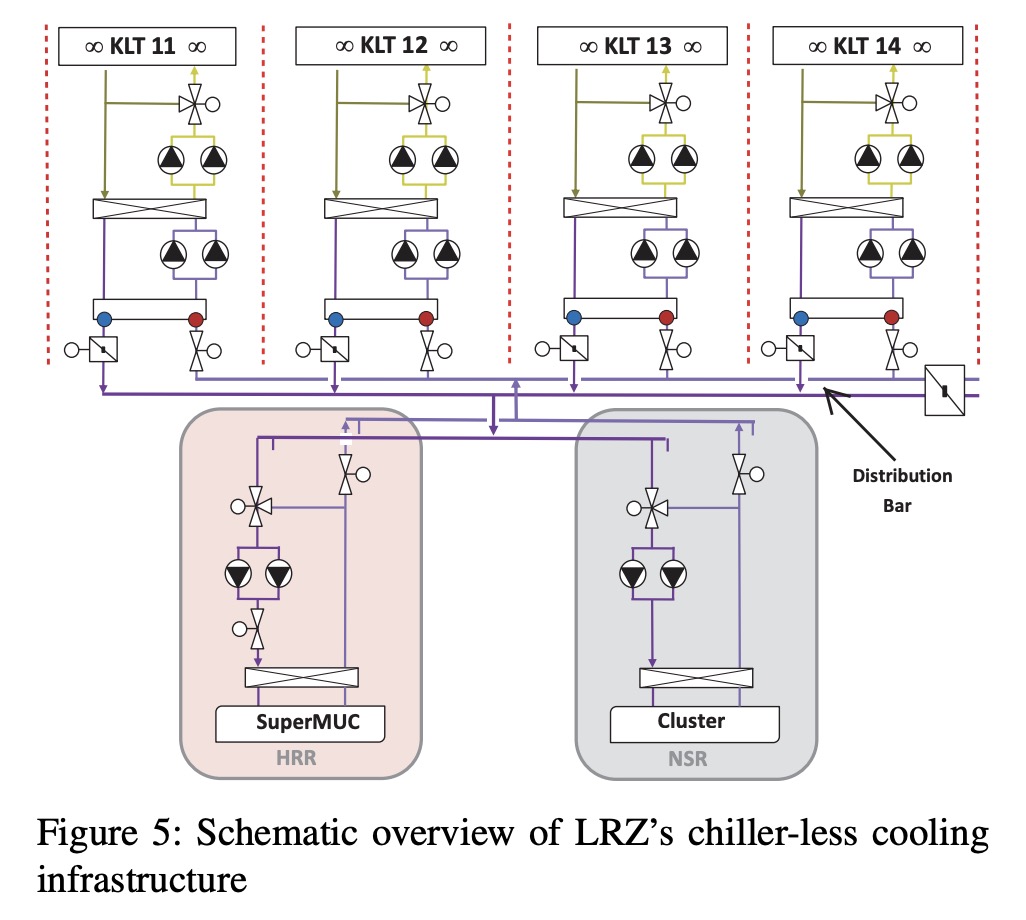 ∞ KLT 11 ∞
∞ KLT 12 ∞
∞ KLT 13 ∞
∞ KLT 14 ∞
Distribution
Bar
SuperMUC
HRR
Cluster
NSR
Figure 5: Schematic overview of LRZ’s chiller-less cooling
infrastructure